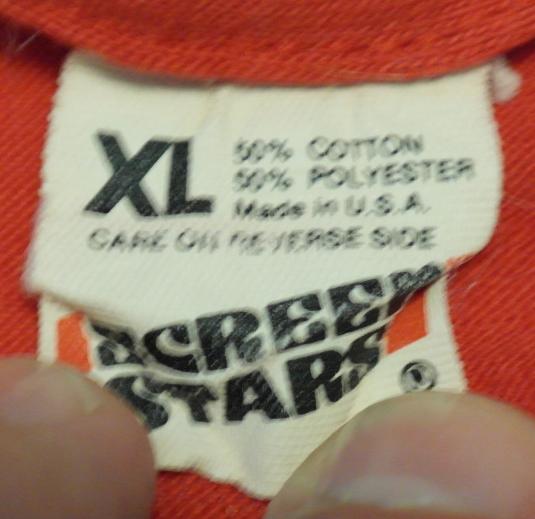 XL
50% COTTON
50% POLYESTER
Made in U.S.A.
CARE ON REVERSE SIDE
SCREEN
STARS
®